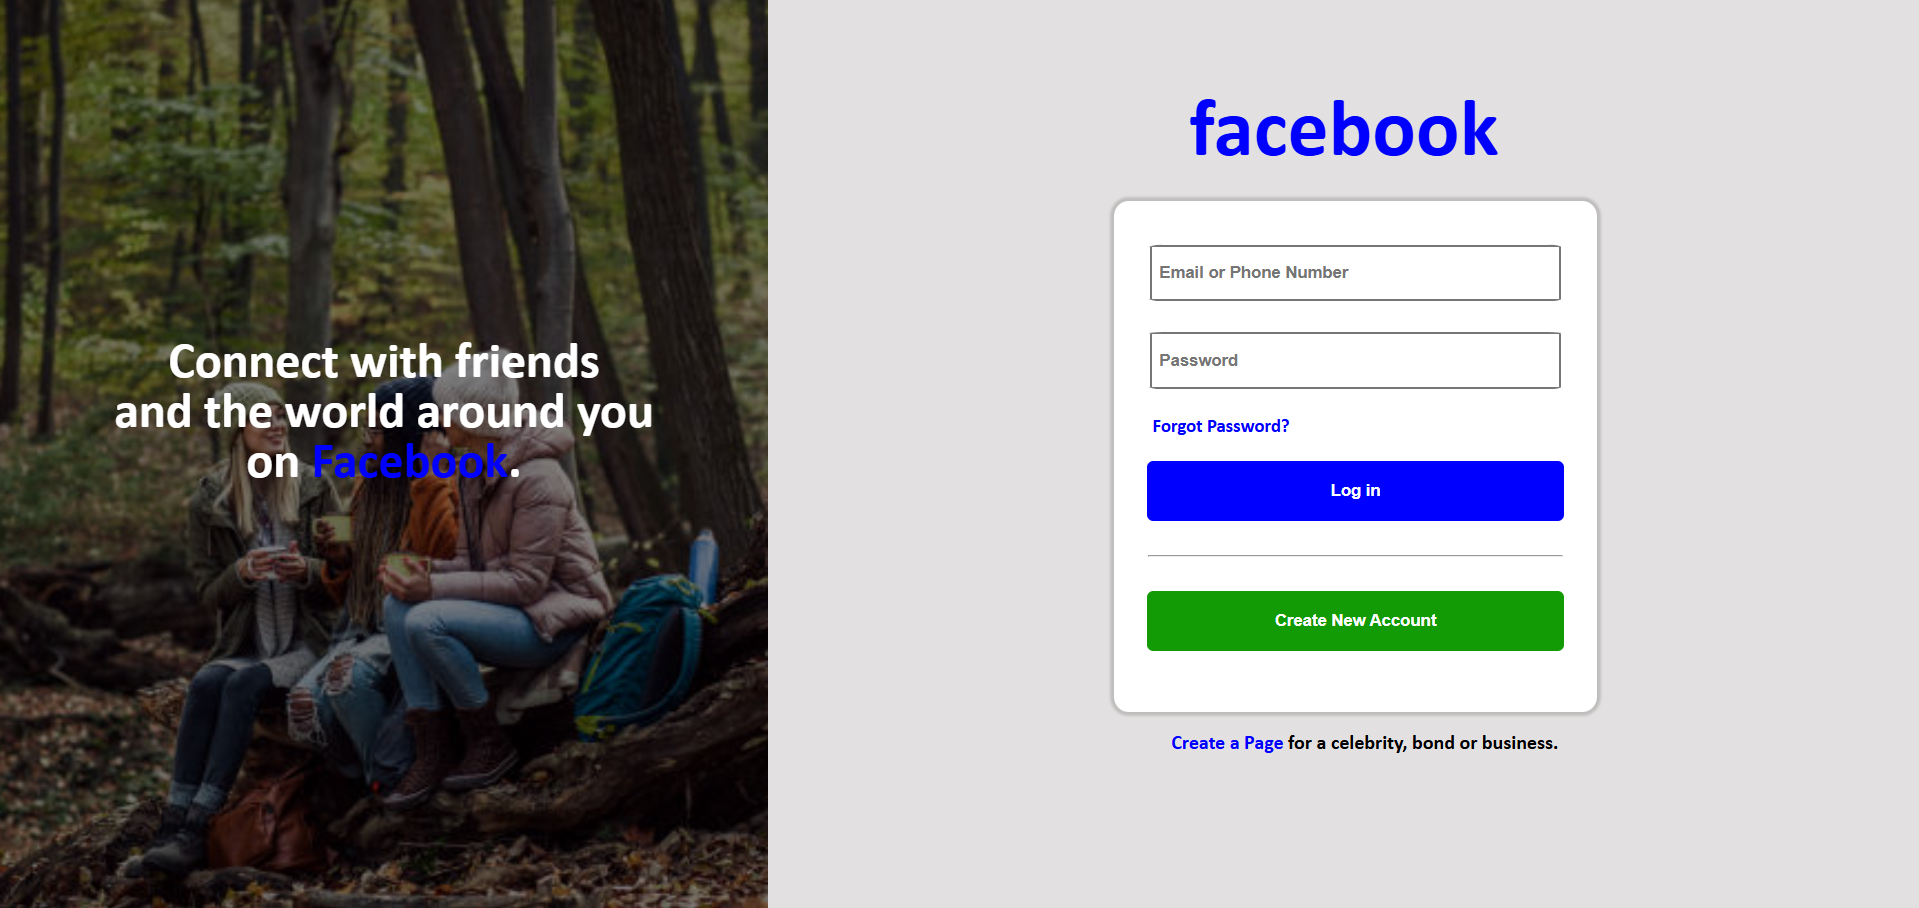 Connect with friends
and the world around you
on Facebook.
facebook
Email or Phone Number
Password
Forgot Password?
Log in
Create New Account
Create a Page for a celebrity, bond or business.